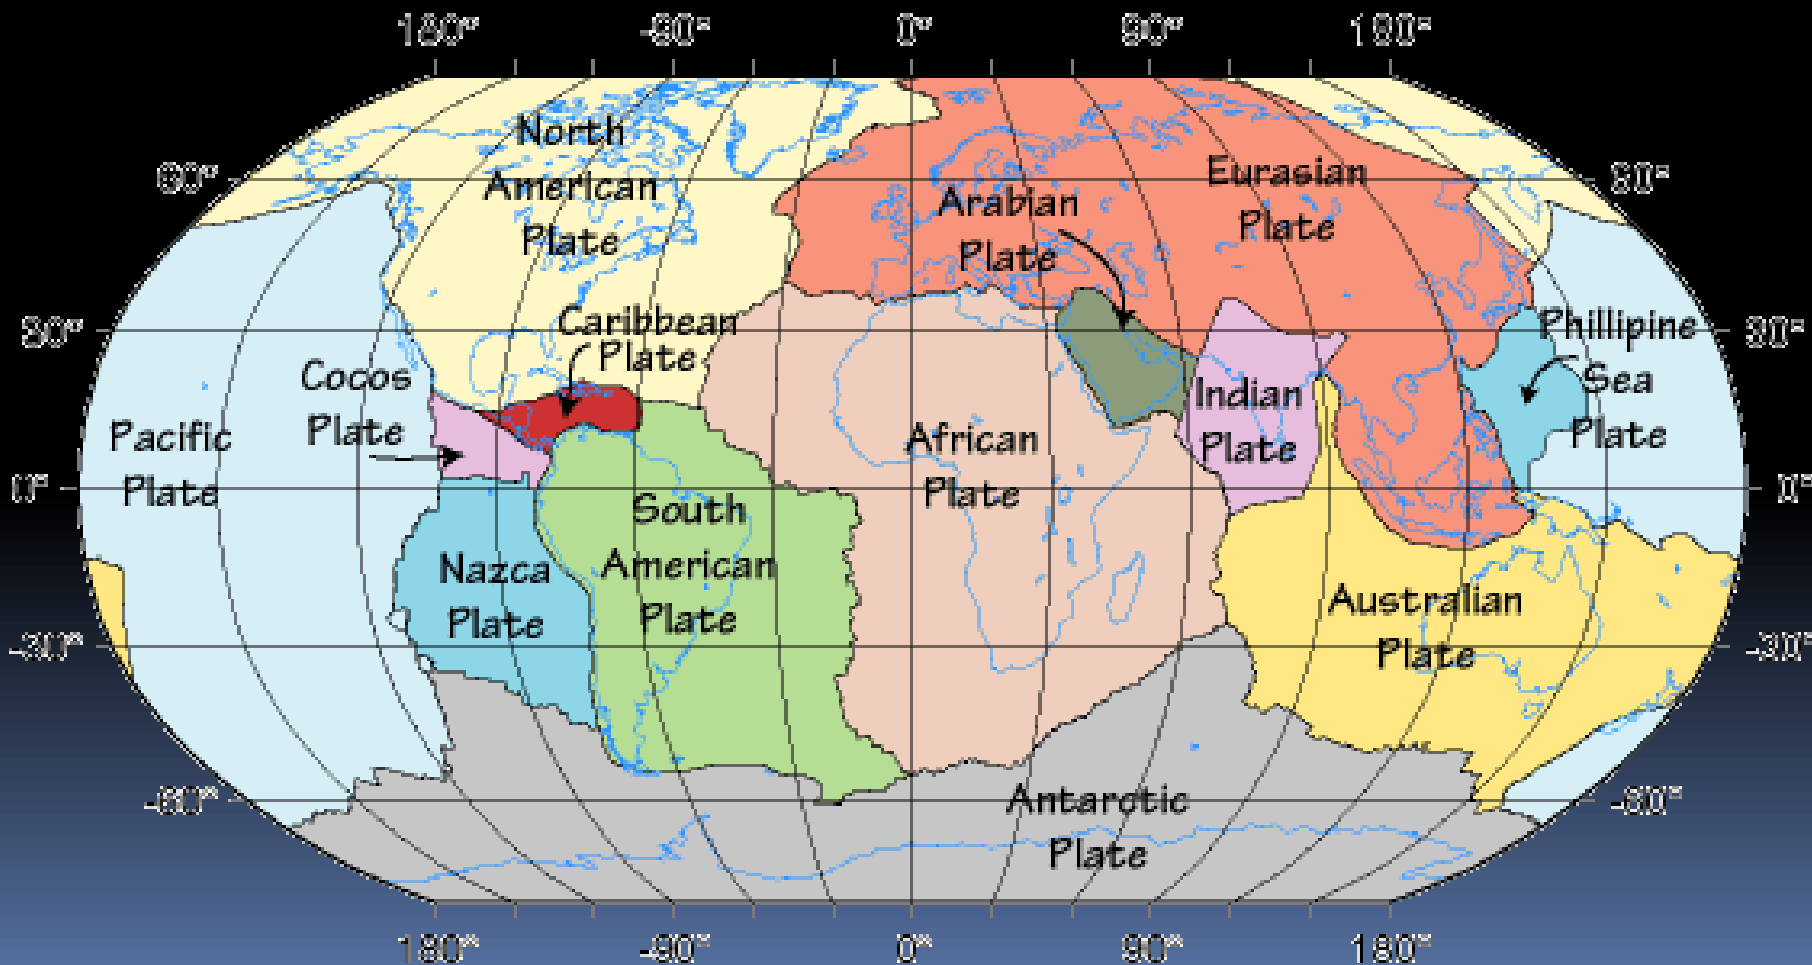 180° -90° 0° 90° 180°
North
American
Plate
Eurasian
Plate
Arabian
Plate
60° 60°
Caribbean
Plate
30° 30°
Phillipine
Sea
Plate
Cocos
Plate
Indian
Plate
Pacific
Plate
African
Plate
0° 0°
South
American
Plate
Nazca
Plate
Australian
Plate
-30° -30°
Antarctic
Plate
-60° -60°
180° -90° 0° 90° 180°